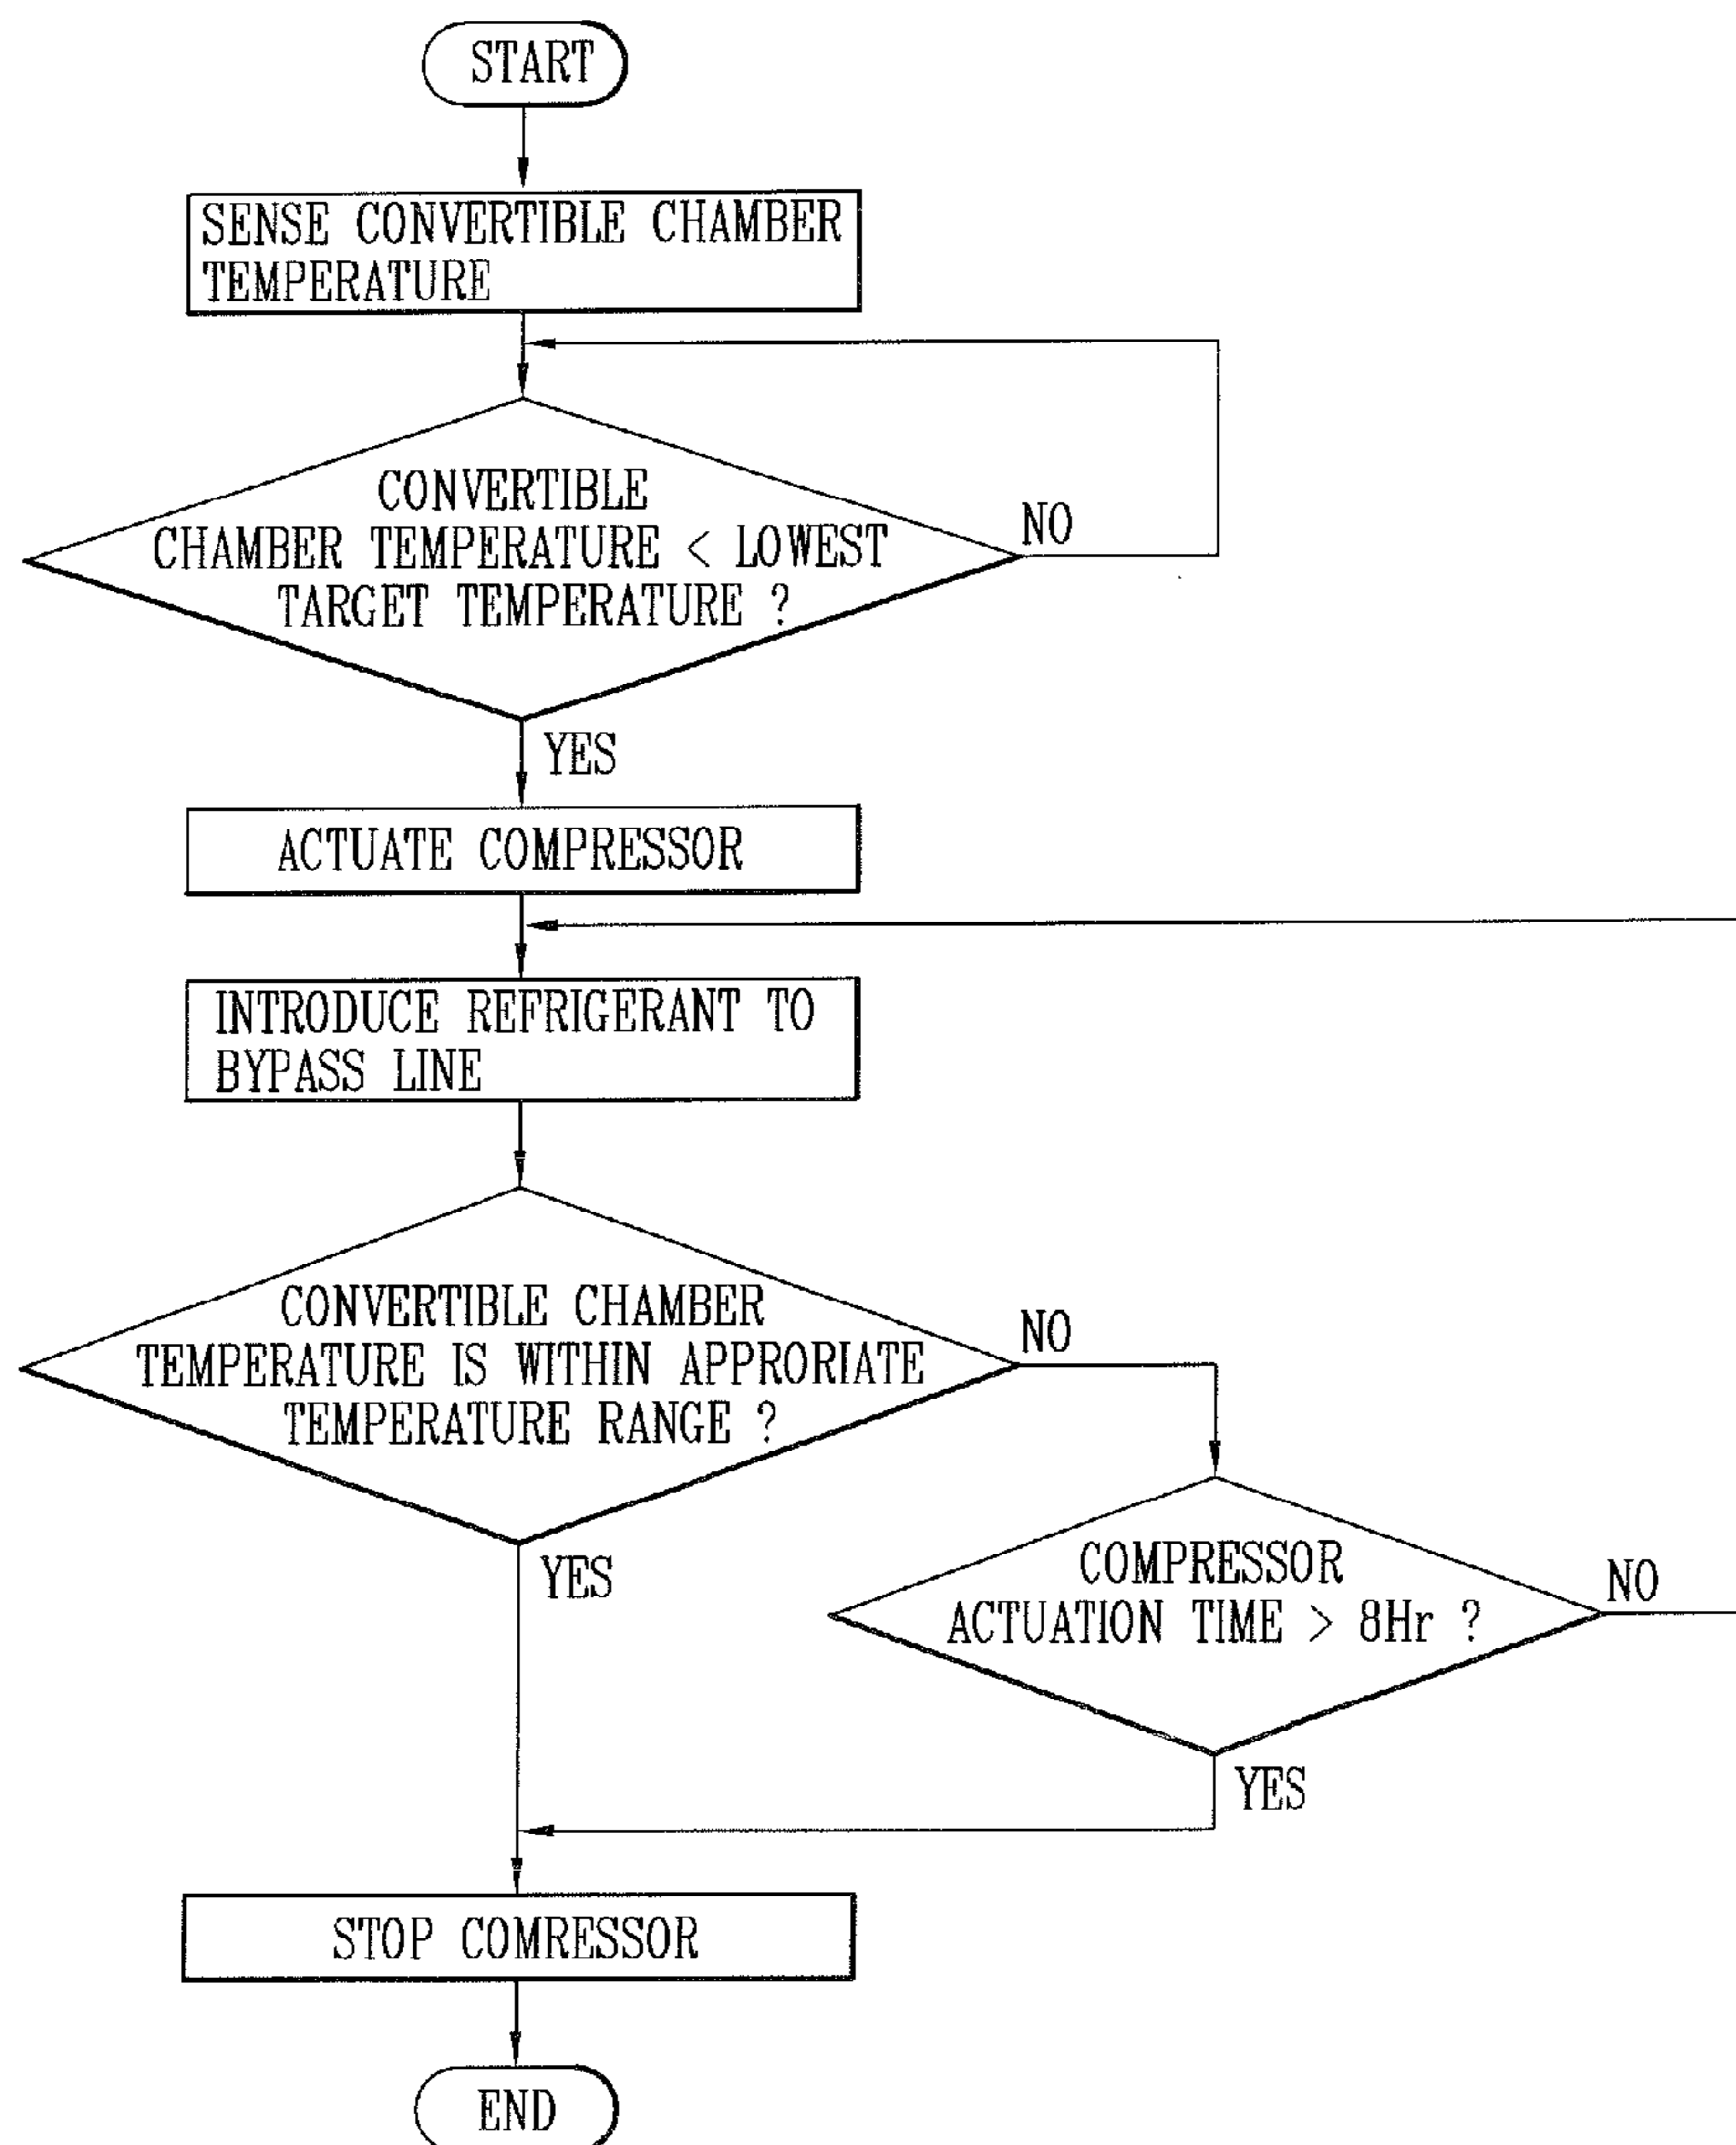 START
SENSE CONVERTIBLE CHAMBER
TEMPERATURE
CONVERTIBLE
CHAMBER TEMPERATURE < LOWEST
TARGET TEMPERATURE ?
NO
YES
ACTUATE COMPRESSOR
INTRODUCE REFRIGERANT TO
BYPASS LINE
CONVERTIBLE CHAMBER
TEMPERATURE IS WITHIN APPRORIATE
TEMPERATURE RANGE ?
NO
YES
COMPRESSOR
ACTUATION TIME > 8Hr ?
NO
YES
STOP COMRESSOR
END